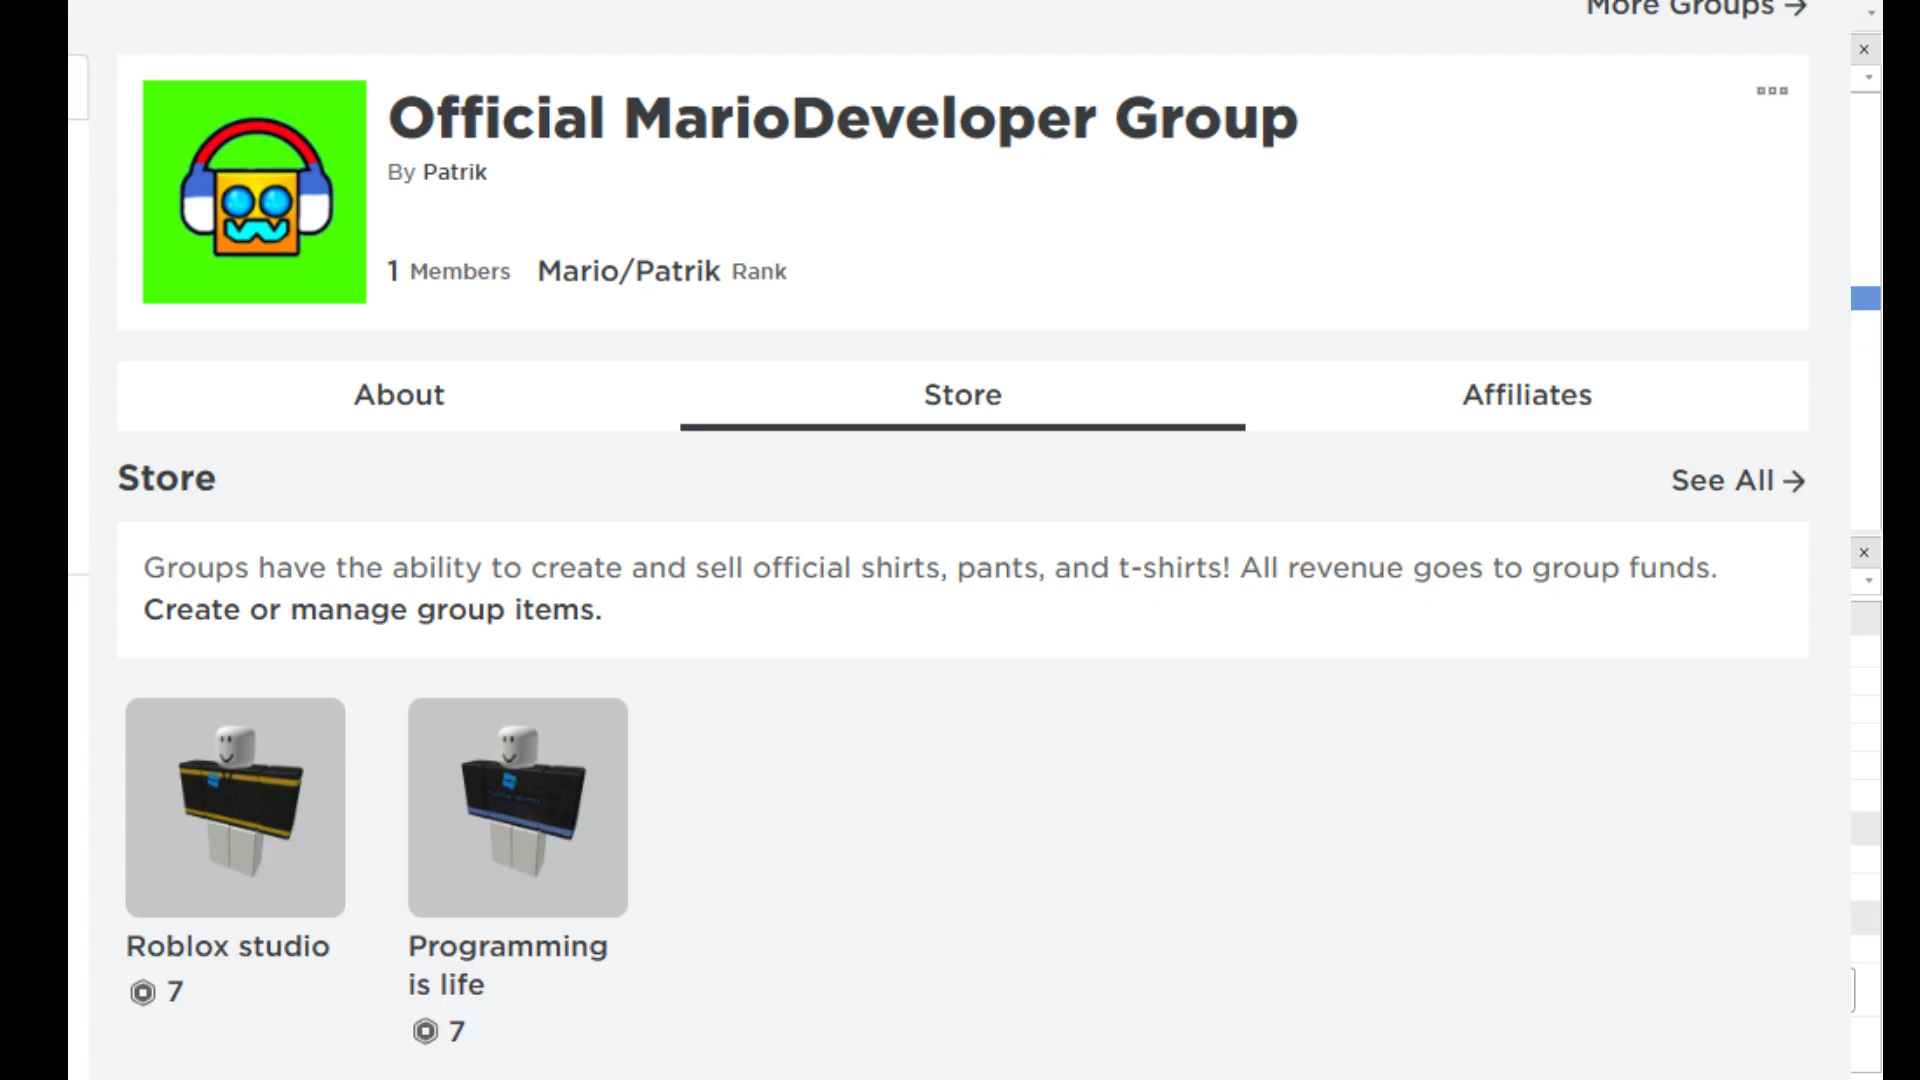 More Groups →
Official MarioDeveloper Group
By Patrik
1 Members Mario/Patrik Rank
About Store Affiliates
Store See All →
Groups have the ability to create and sell official shirts, pants, and t-shirts! All revenue goes to group funds.
Create or manage group items.
Roblox studio
7
Programming
is life
7